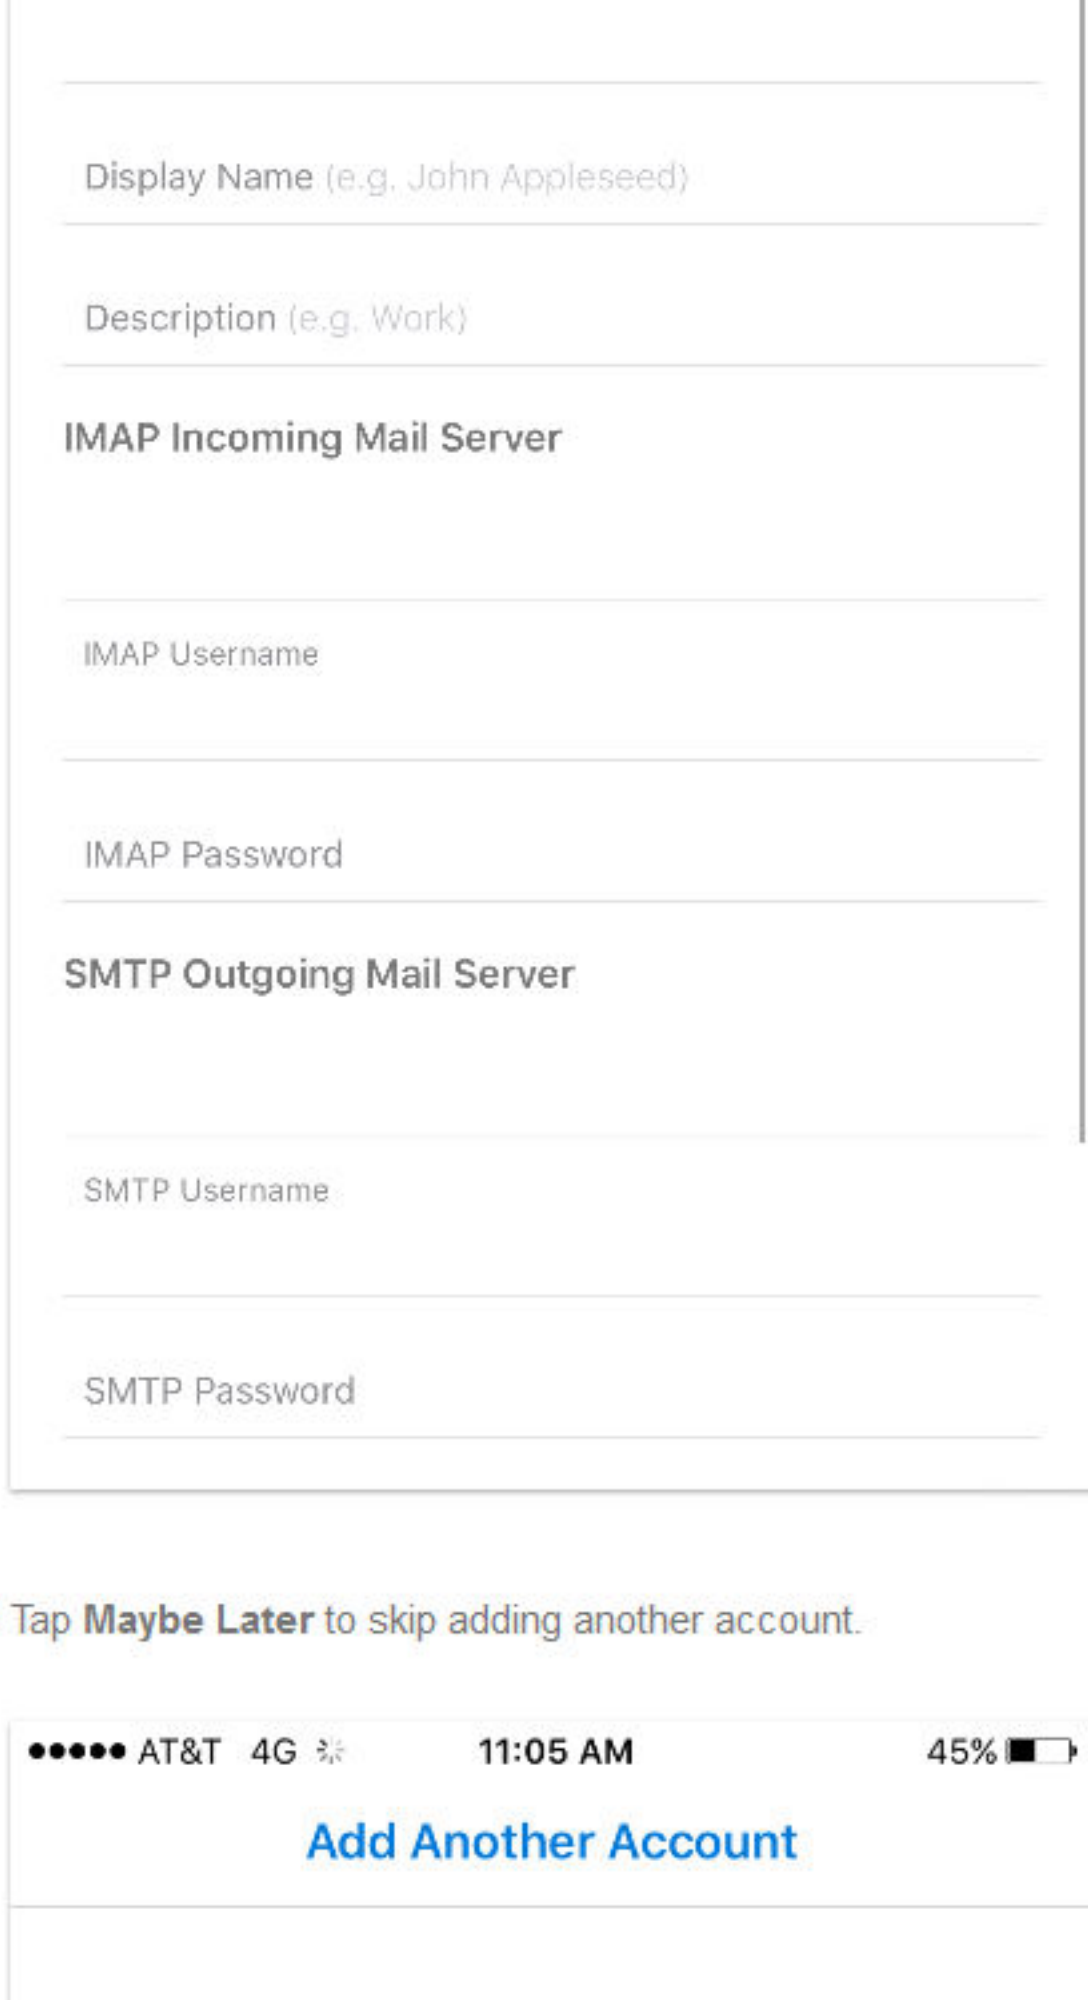 Display Name (e.g. John Appleseed)
Description (e.g. Work)
IMAP Incoming Mail Server
IMAP Username
IMAP Password
SMTP Outgoing Mail Server
SMTP Username
SMTP Password
Tap Maybe Later to skip adding another account.
AT&T 4G 11:05 AM 45%
Add Another Account